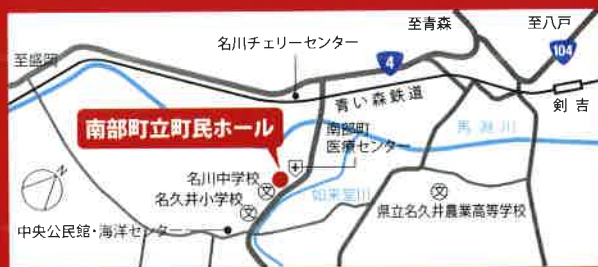 至青森
至八戸
名川チェリーセンター
至盛岡
4
104
青い森鉄道
剣吉
南部町立町民ホール
南部町
医療センター
馬淵川
名川中学校
文
名久井小学校
文
如来堂川
文
県立名久井農業高等学校
中央公民館・海洋センター
N